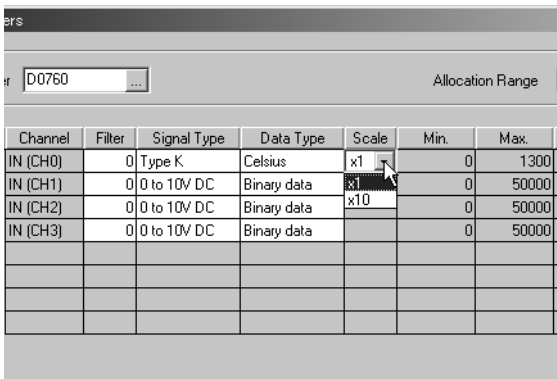 ers
er D0760 ... Allocation Range
Channel Filter Signal Type Data Type Scale Min. Max.
IN (CH0) 0 Type K Celsius x1 0 1300
IN (CH1) 0 0 to 10V DC Binary data x1 0 50000
IN (CH2) 0 0 to 10V DC Binary data x10 0 50000
IN (CH3) 0 0 to 10V DC Binary data 0 50000